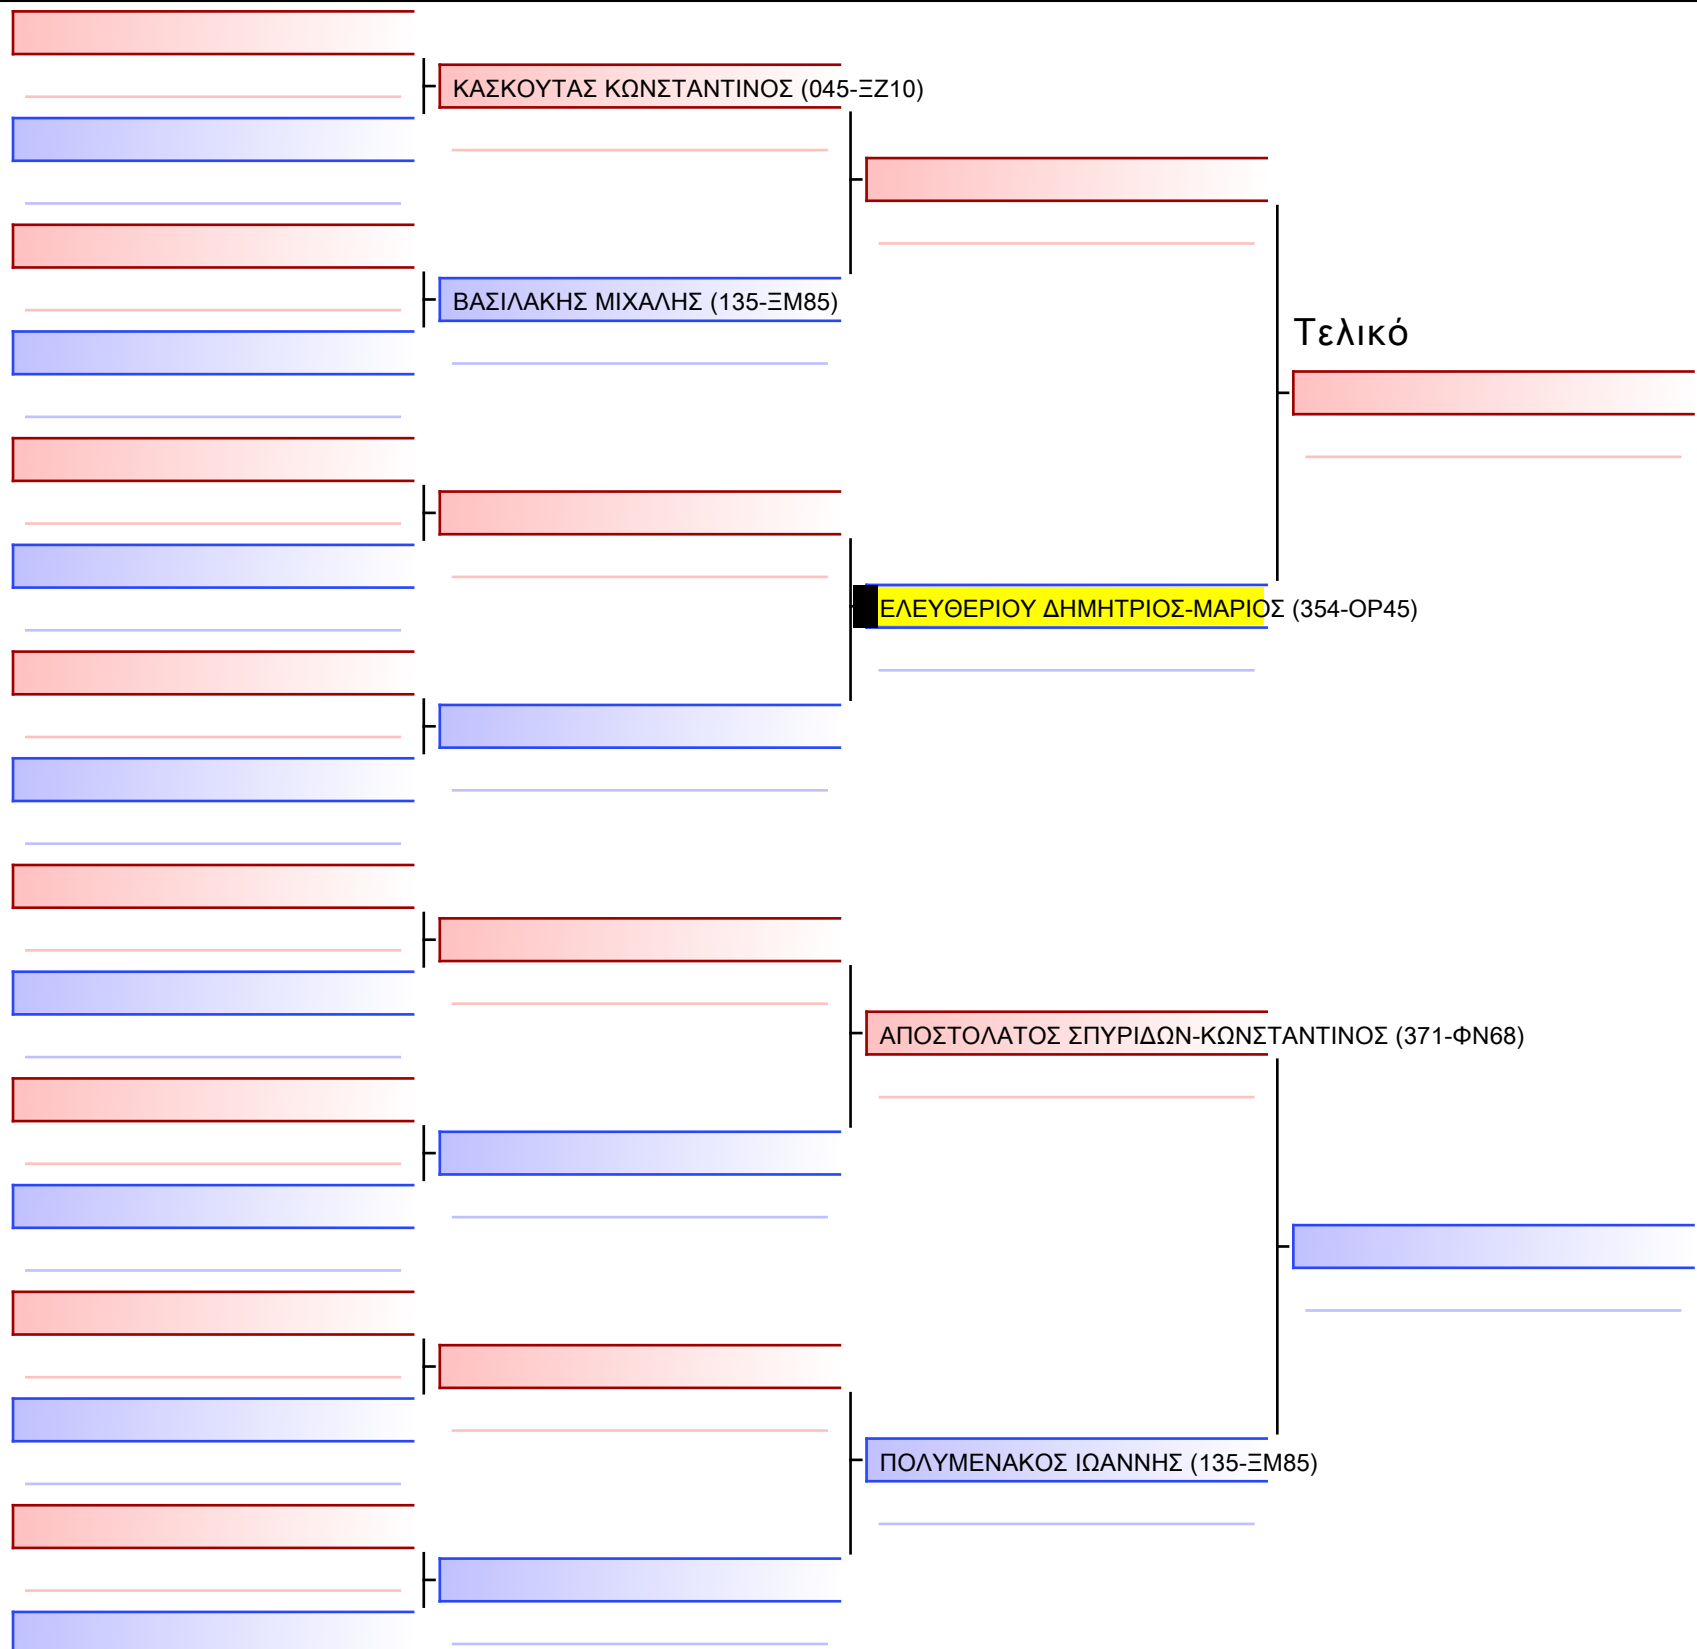 ΚΑΣΚΟΥΤΑΣ ΚΩΝΣΤΑΝΤΙΝΟΣ (045-ΞΖ10)
ΒΑΣΙΛΑΚΗΣ ΜΙΧΑΛΗΣ (135-ΞΜ85)
Τελικό
ΕΛΕΥΘΕΡΙΟΥ ΔΗΜΗΤΡΙΟΣ-ΜΑΡΙΟΣ (354-ΟΡ45)
ΑΠΟΣΤΟΛΑΤΟΣ ΣΠΥΡΙΔΩΝ-ΚΩΝΣΤΑΝΤΙΝΟΣ (371-ΦΝ68)
ΠΟΛΥΜΕΝΑΚΟΣ ΙΩΑΝΝΗΣ (135-ΞΜ85)